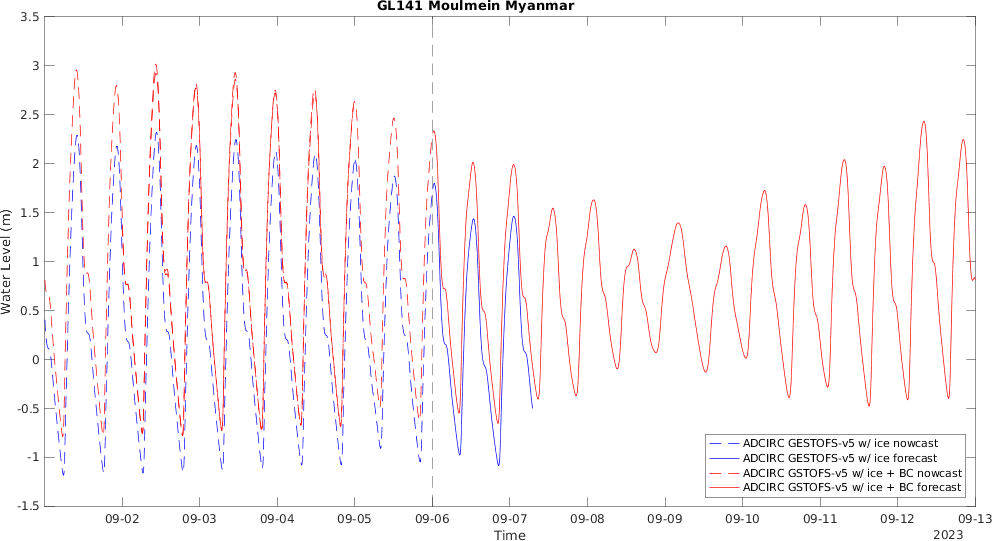 GL141 Moulmein Myanmar
3.5
3
2.5
2
1.5
1
0.5
0
-0.5
-1
-1.5
Water Level (m)
ADCIRC GESTOFS-v5 w/ ice nowcast
ADCIRC GESTOFS-v5 w/ ice forecast
ADCIRC GSTOFS-v5 w/ ice + BC nowcast
ADCIRC GSTOFS-v5 w/ ice + BC forecast
09-02 09-03 09-04 09-05 09-06 09-07 09-08 09-09 09-10 09-11 09-12 09-13
Time
2023